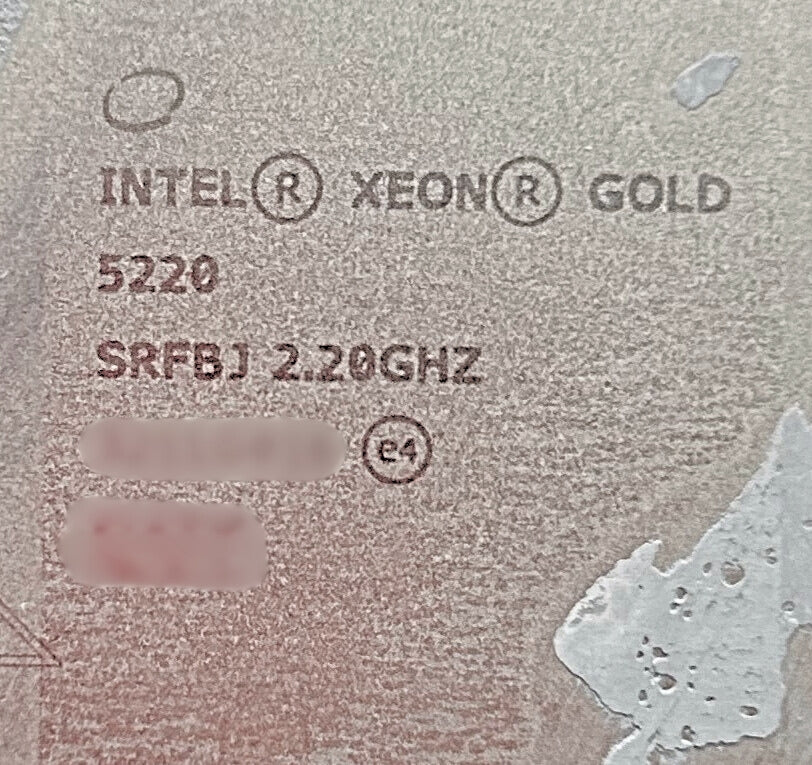 INTEL® XEON® GOLD
5220
SRFBJ 2.20GHZ
e4